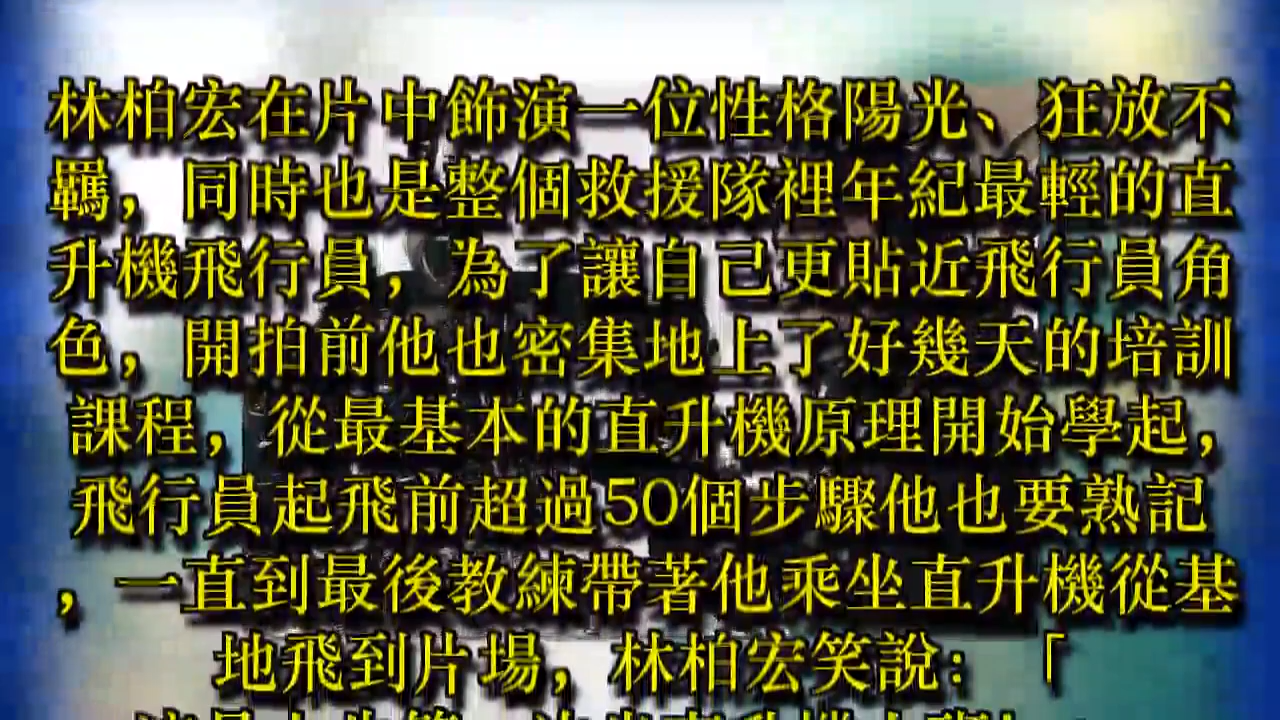 林柏宏在片中飾演一位性格陽光、狂放不
羈，同時也是整個救援隊裡年紀最輕的直
升機飛行員，為了讓自己更貼近飛行員角
色，開拍前他也密集地上了好幾天的培訓
課程，從最基本的直升機原理開始學起，
飛行員起飛前超過50個步驟他也要熟記
，一直到最後教練帶著他乘坐直升機從基
地飛到片場，林柏宏笑說：「